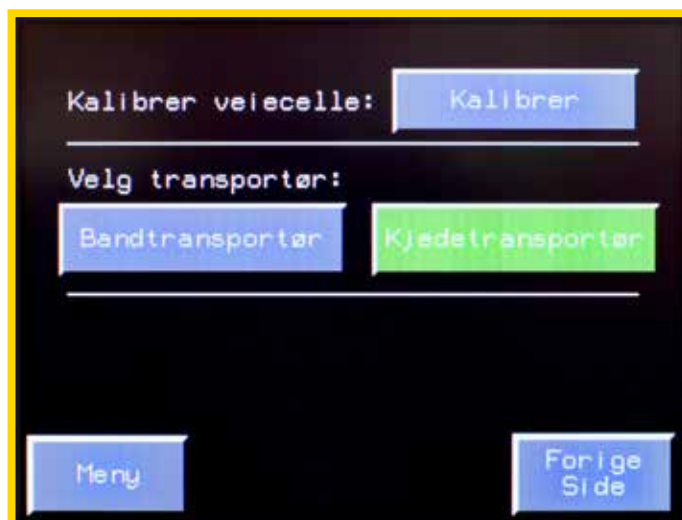 Kalibrer veiecelle: Kalibrer
Velg transportør:
Bandtransportør Kjedetransportør
Meny Forige
Side